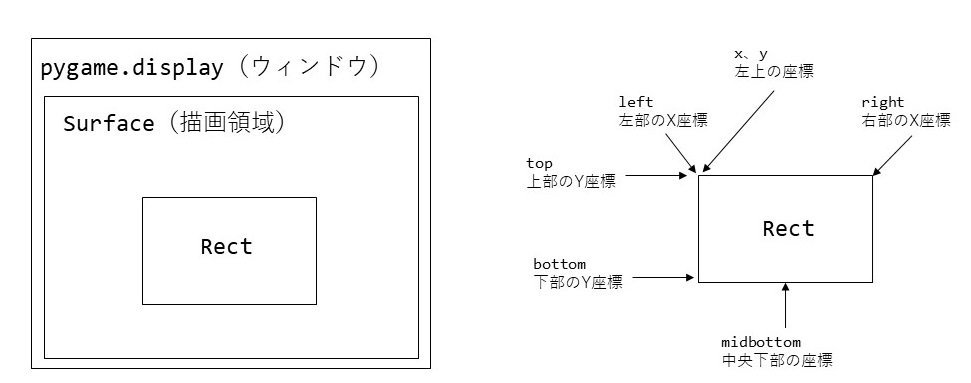 pygame.display（ウィンドウ）
Surface（描画領域）
Rect
x、y
左上の座標
left
左部のX座標
right
右部のX座標
top
上部のY座標
Rect
bottom
下部のY座標
midbottom
中央下部の座標